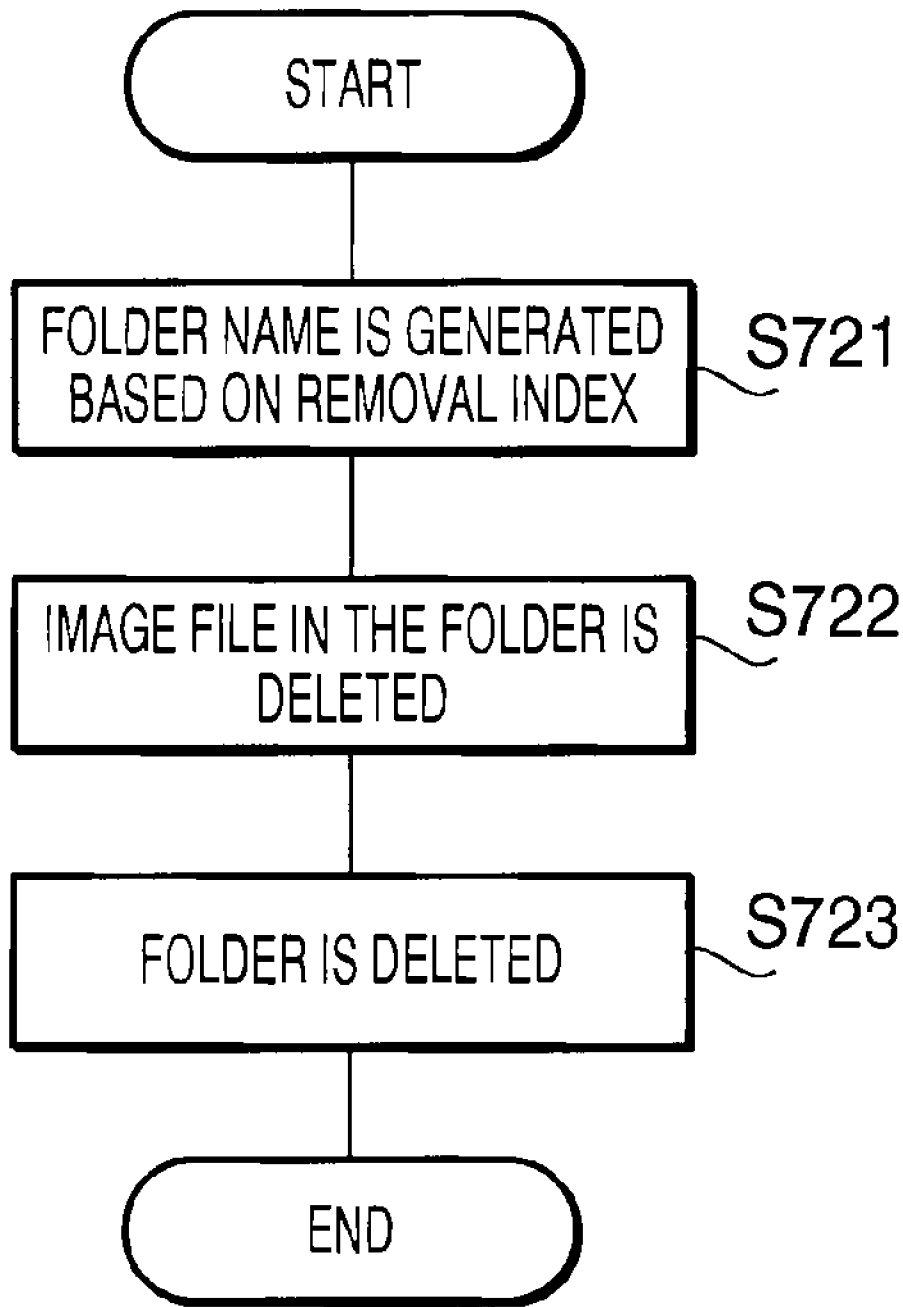 START
FOLDER NAME IS GENERATED
BASED ON REMOVAL INDEX
S721
IMAGE FILE IN THE FOLDER IS
DELETED
S722
FOLDER IS DELETED
S723
END